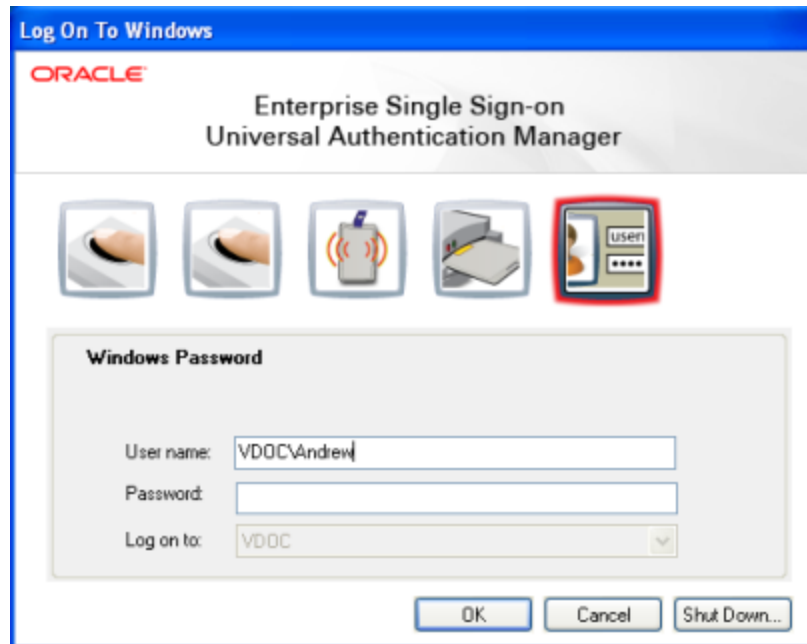 Log On To Windows
ORACLE
Enterprise Single Sign-on
Universal Authentication Manager
user
••••
Windows Password
User name: VDOC\Andrew
Password:
Log on to: VDOC
OK Cancel Shut Down...